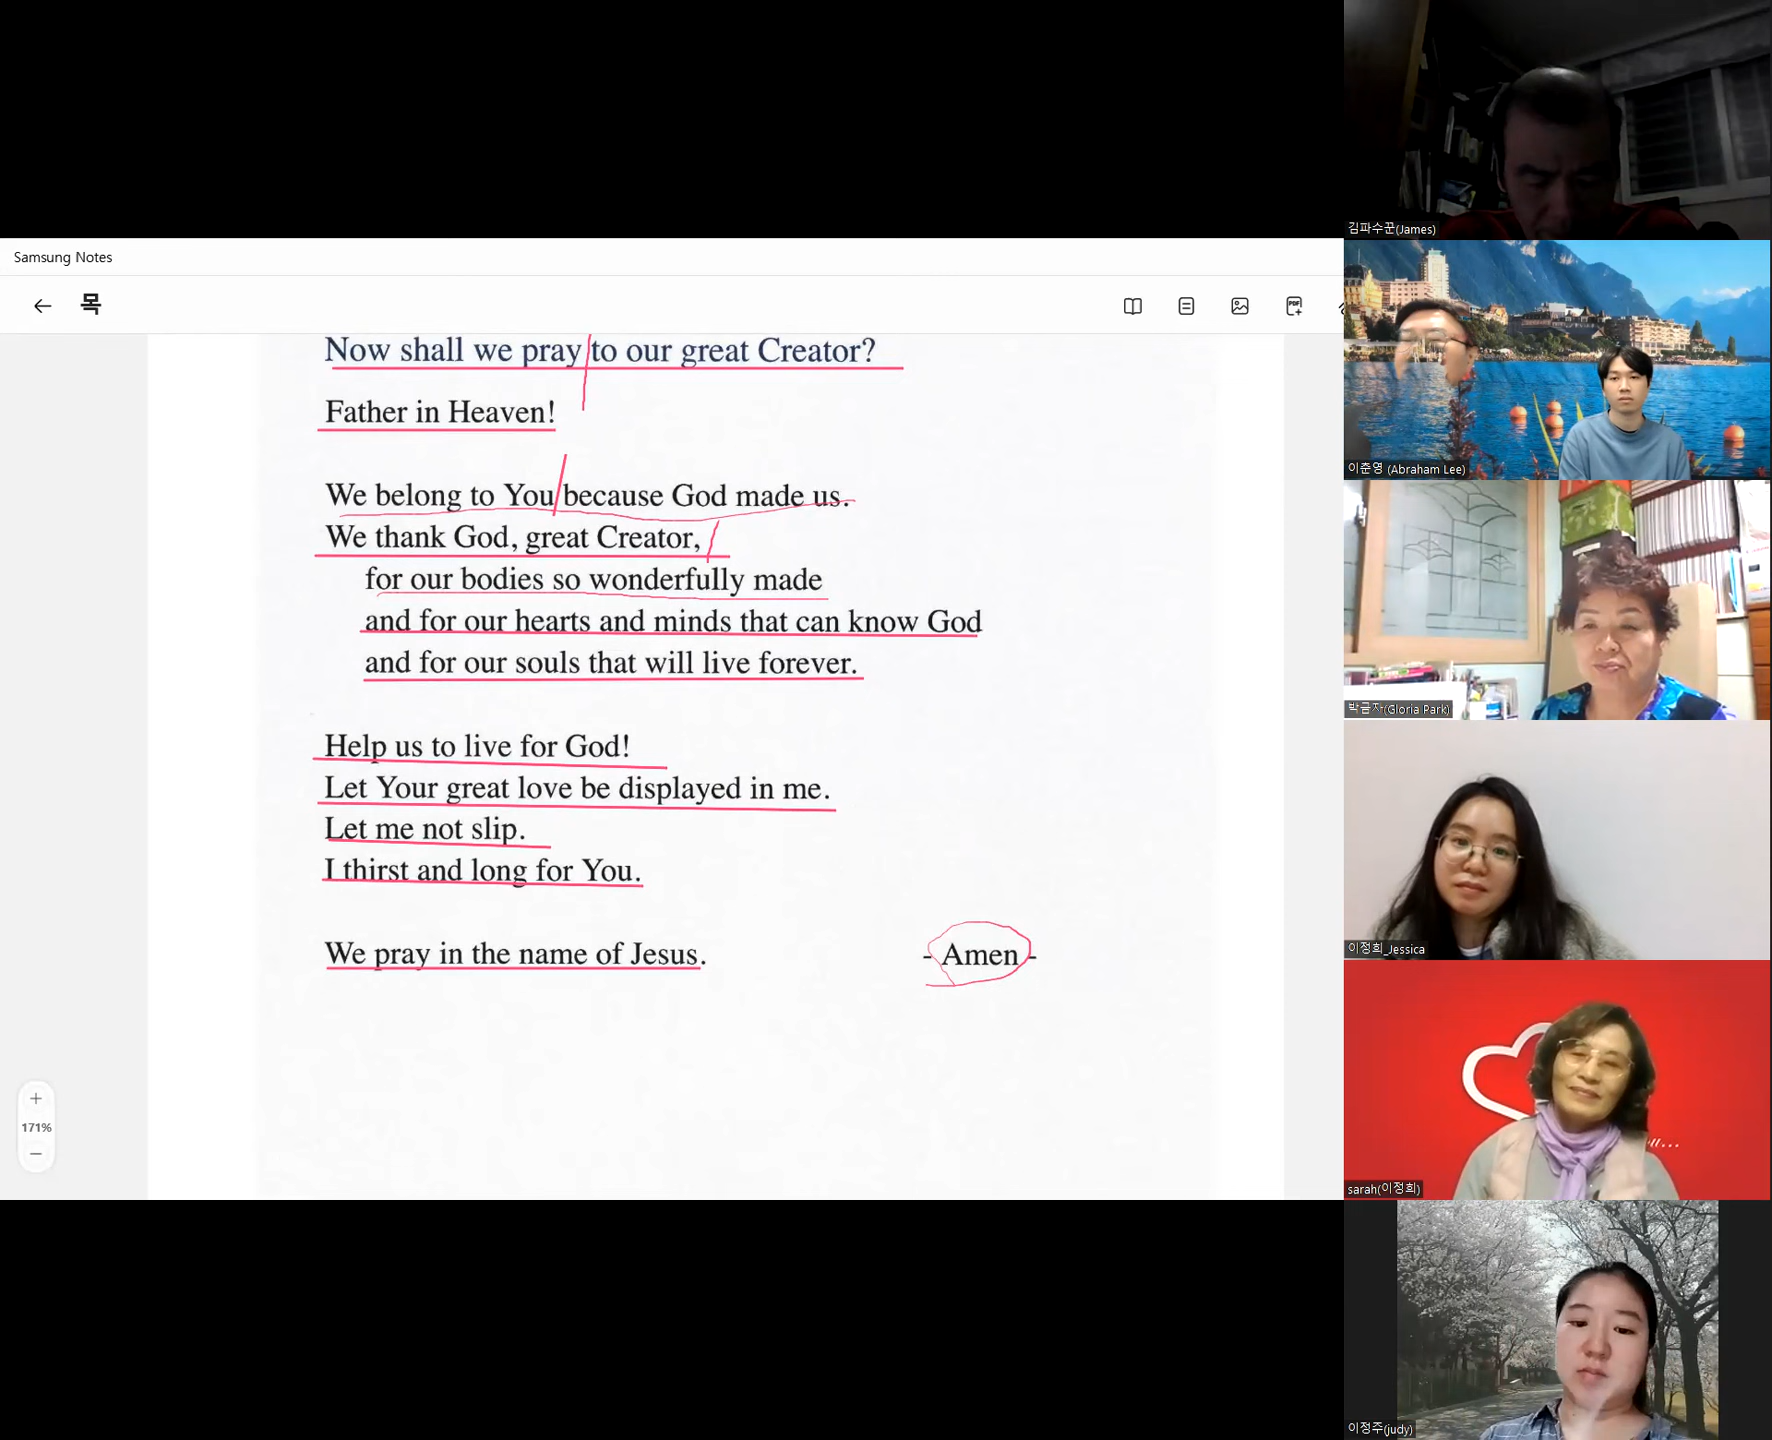 Samsung Notes
목
PDF
Now shall we pray to our great Creator?
Father in Heaven!
We belong to You because God made us.
We thank God, great Creator,
for our bodies so wonderfully made
and for our hearts and minds that can know God
and for our souls that will live forever.
Help us to live for God!
Let Your great love be displayed in me.
Let me not slip.
I thirst and long for You.
We pray in the name of Jesus.
- Amen -
171%
김파수꾼(James)
이춘영 (Abraham Lee)
박금자(Gloria Park)
이정희_Jessica
sarah(이정희)
이정주(judy)